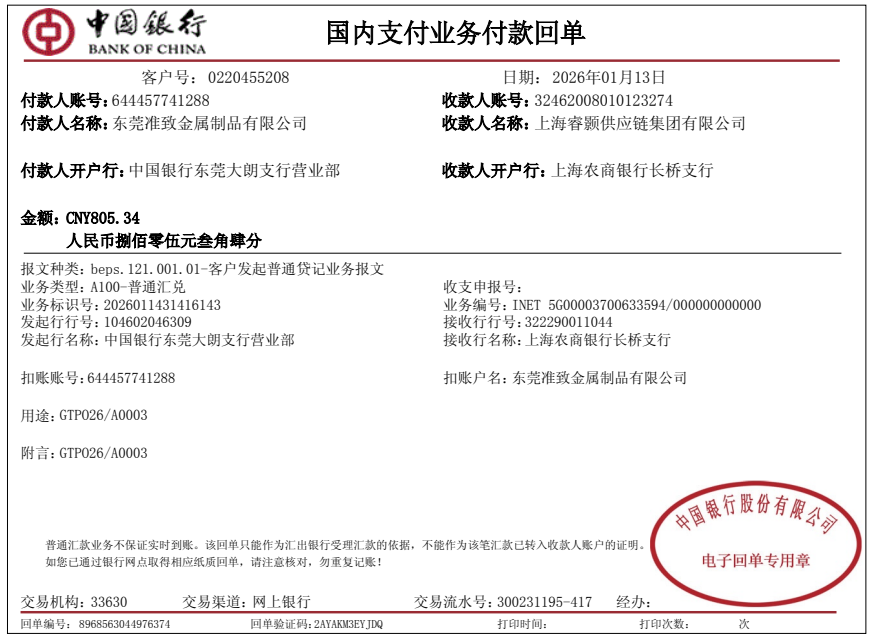 中国银行
BANK OF CHINA
国内支付业务付款回单
客户号: 0220455208 日期: 2026年01月13日
付款人账号: 644457741288 收款人账号: 32462008010123274
付款人名称: 东莞准致金属制品有限公司 收款人名称: 上海睿颢供应链集团有限公司
付款人开户行: 中国银行东莞大朗支行营业部 收款人开户行: 上海农商银行长桥支行
金额: CNY805.34
人民币捌佰零伍元叁角肆分
报文种类: beps.121.001.01-客户发起普通贷记业务报文
业务类型: A100-普通汇兑 收支申报号:
业务标识号: 2026011431416143 业务编号: INET 5G00003700633594/000000000000
发起行行号: 104602046309 接收行行号: 322290011044
发起行名称: 中国银行东莞大朗支行营业部 接收行名称: 上海农商银行长桥支行
扣账账号: 644457741288 扣账户名: 东莞准致金属制品有限公司
用途: GTPO26/A0003
附言: GTPO26/A0003
中国银行股份有限公司
电子回单专用章
普通汇款业务不保证实时到账。该回单只能作为汇出银行受理汇款的依据, 不能作为该笔汇款已转入收款人账户的证明。
如您已通过银行网点取得相应纸质回单, 请注意核对, 勿重复记账!
交易机构: 33630 交易渠道: 网上银行 交易流水号: 300231195-417 经办:
回单编号: 8968563044976374 回单验证码: 2AYAKM3EYJDQ 打印时间: 打印次数: 次